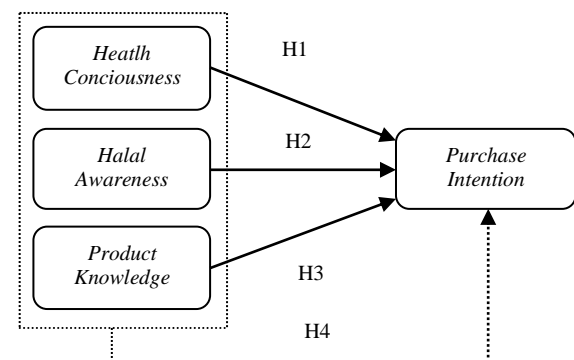 Heatlh
Conciousness
H1
Halal
Awareness
H2
Purchase
Intention
Product
Knowledge
H3
H4